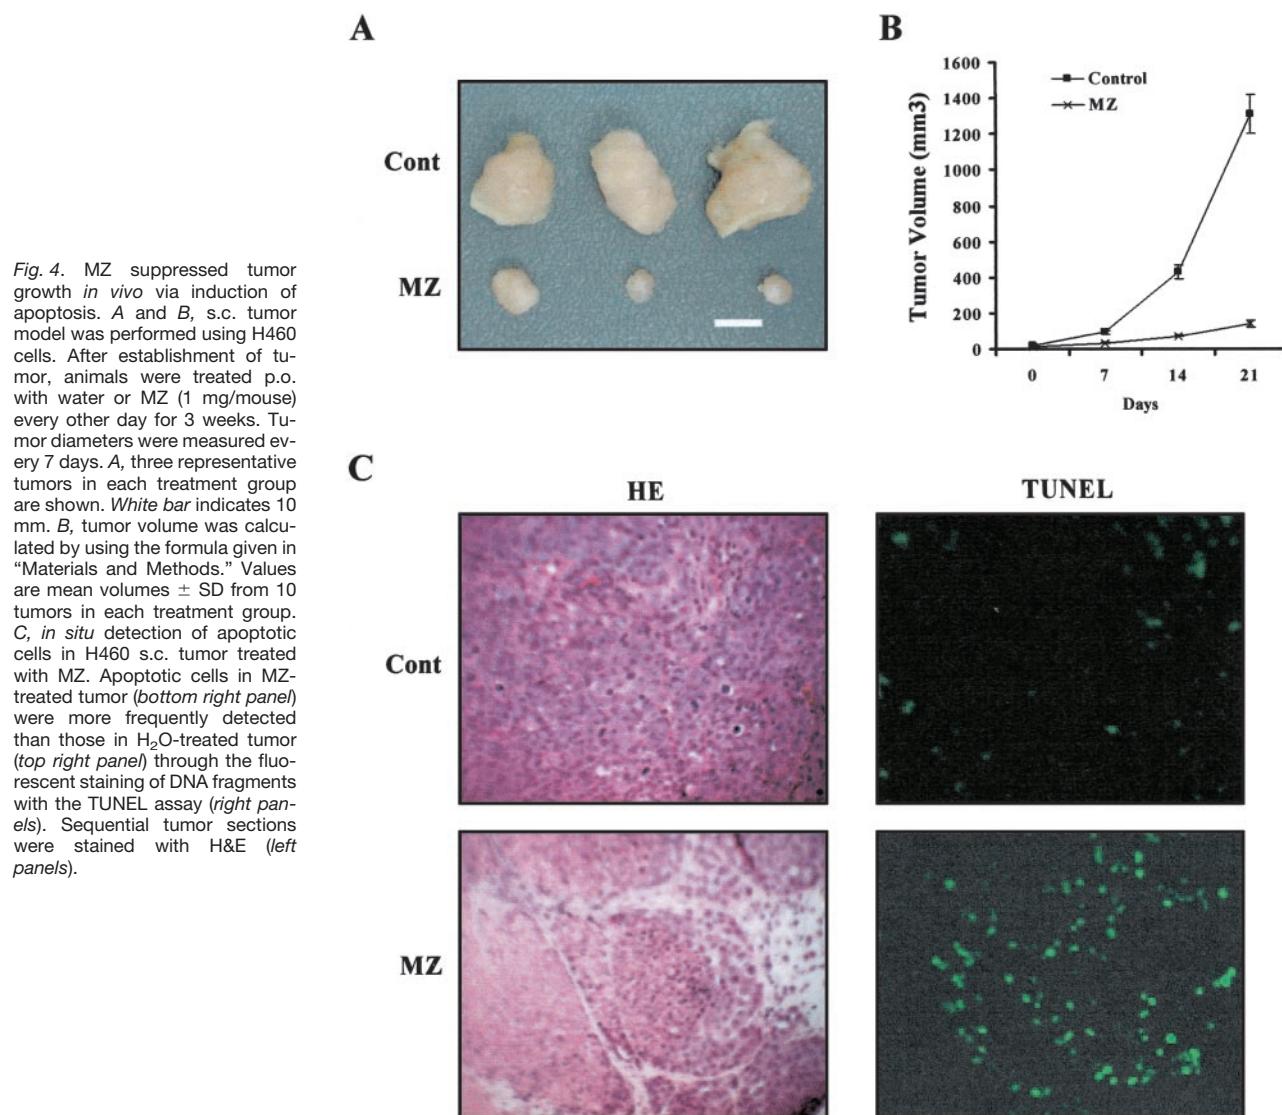 Fig. 4. MZ suppressed tumor
growth in vivo via induction of
apoptosis. A and B, s.c. tumor
model was performed using H460
cells. After establishment of tu-
mor, animals were treated p.o.
with water or MZ (1 mg/mouse)
every other day for 3 weeks. Tu-
mor diameters were measured ev-
ery 7 days. A, three representative
tumors in each treatment group
are shown. White bar indicates 10
mm. B, tumor volume was calcu-
lated by using the formula given in
“Materials and Methods.” Values
are mean volumes ± SD from 10
tumors in each treatment group.
C, in situ detection of apoptotic
cells in H460 s.c. tumor treated
with MZ. Apoptotic cells in MZ-
treated tumor (bottom right panel)
were more frequently detected
than those in H₂O-treated tumor
(top right panel) through the fluo-
rescent staining of DNA fragments
with the TUNEL assay (right pan-
els). Sequential tumor sections
were stained with H&E (left
panels).
A
Cont
MZ
B
Tumor Volume (mm3)
1600
1400
1200
1000
800
600
400
200
0
Control
MZ
0 7 14 21
Days
C
HE TUNEL
Cont
MZ